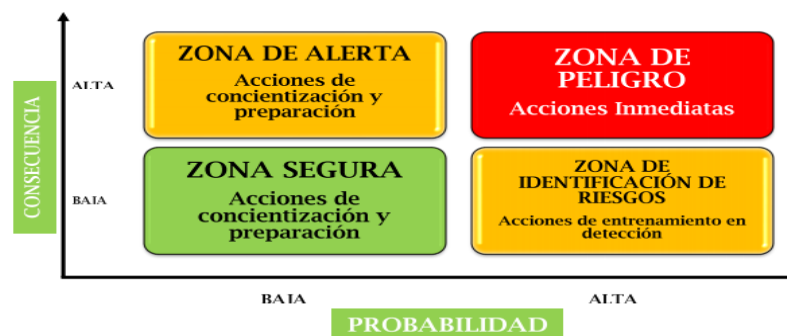 CONSECUENCIA
ALTA
ZONA DE ALERTA
Acciones de
concientización y
preparación
ZONA DE
PELIGRO
Acciones Inmediatas
BAJA
ZONA SEGURA
Acciones de
concientización y
preparación
ZONA DE
IDENTIFICACIÓN DE
RIESGOS
Acciones de entrenamiento en
detección
BAJA
ALTA
PROBABILIDAD